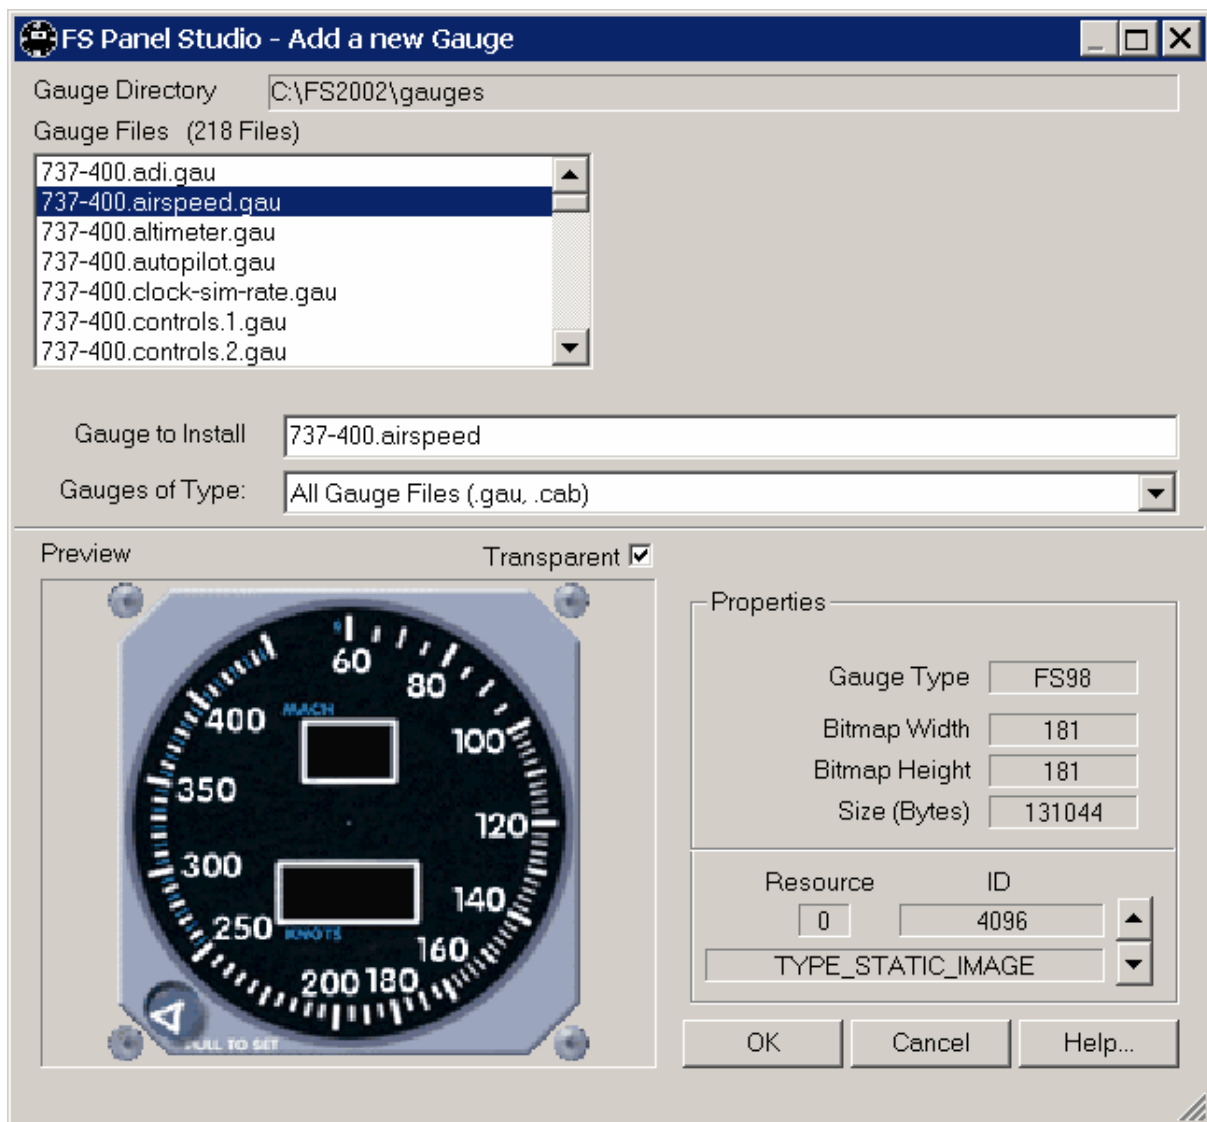 FS Panel Studio - Add a new Gauge
Gauge Directory C:\FS2002\gauges
Gauge Files (218 Files)
737-400.adi.gau
737-400.airspeed.gau
737-400.altimeter.gau
737-400.autopilot.gau
737-400.clock-sim-rate.gau
737-400.controls.1.gau
737-400.controls.2.gau
Gauge to Install 737-400.airspeed
Gauges of Type: All Gauge Files (.gau, .cab)
Preview Transparent
60
80
400 MACH
100
350
120
300
140
250 KNOTS
160
200 180
PULL TO SET
Properties
Gauge Type FS98
Bitmap Width 181
Bitmap Height 181
Size (Bytes) 131044
Resource ID
0 4096
TYPE_STATIC_IMAGE
OK Cancel Help...